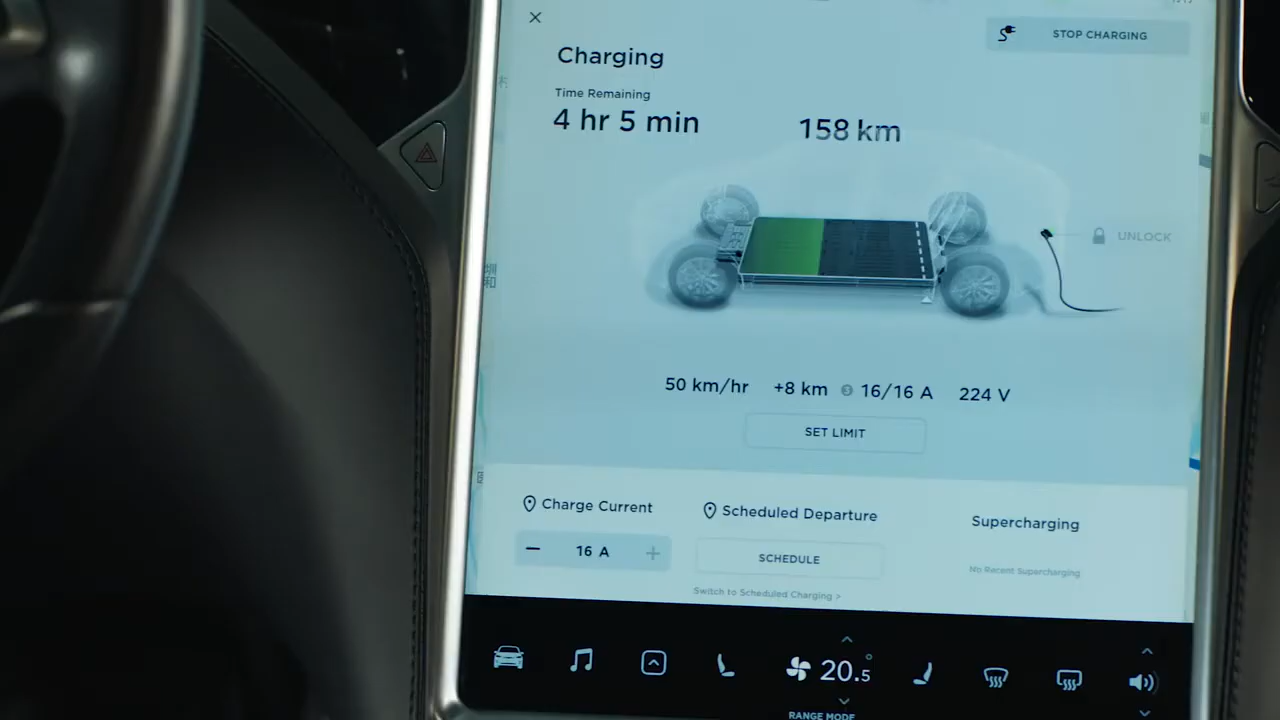 STOP CHARGING
Charging
Time Remaining
4 hr 5 min
158 km
UNLOCK
50 km/hr +8 km 3 16/16 A 224 V
SET LIMIT
Charge Current
Scheduled Departure
Supercharging
16 A
SCHEDULE
No Recent Supercharging
Switch to Scheduled Charging >
20.5
RANGE MODE